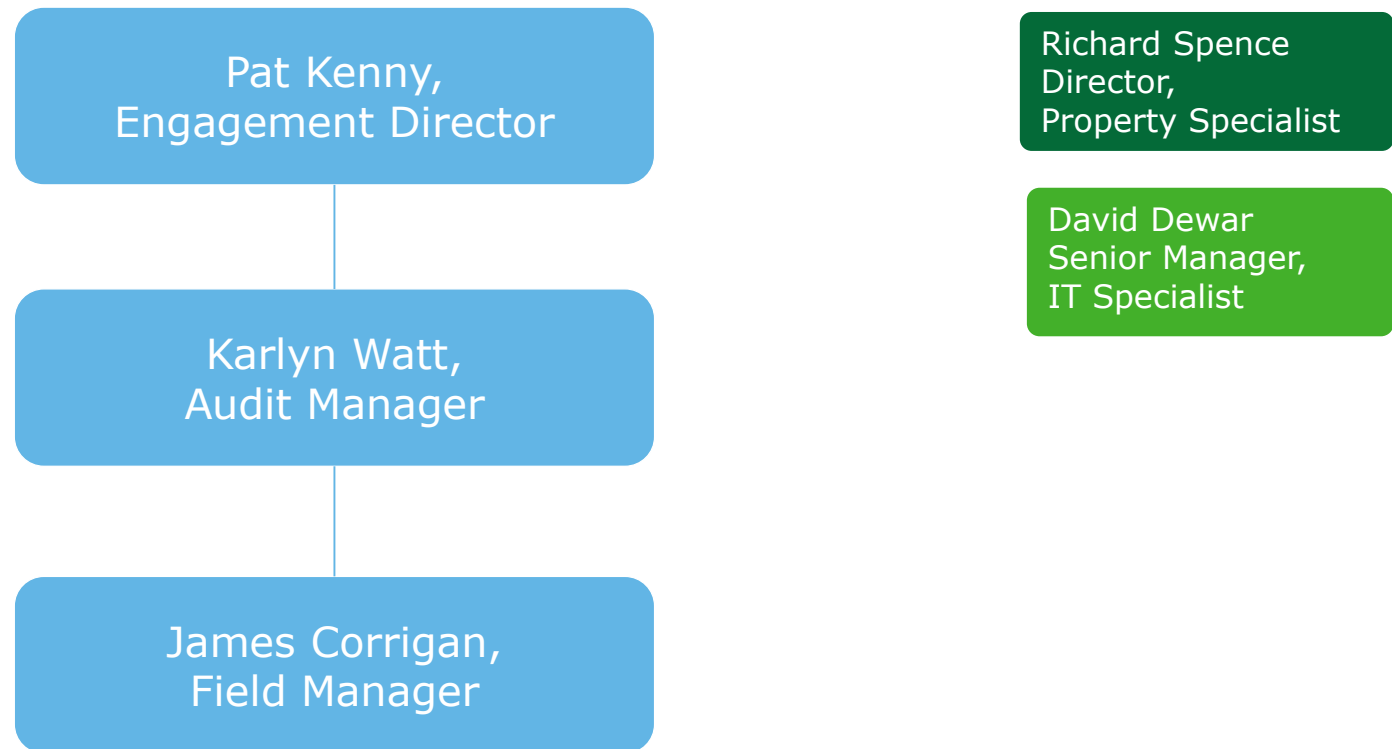 Pat Kenny,
Engagement Director
Karlyn Watt,
Audit Manager
James Corrigan,
Field Manager
Richard Spence
Director,
Property Specialist
David Dewar
Senior Manager,
IT Specialist